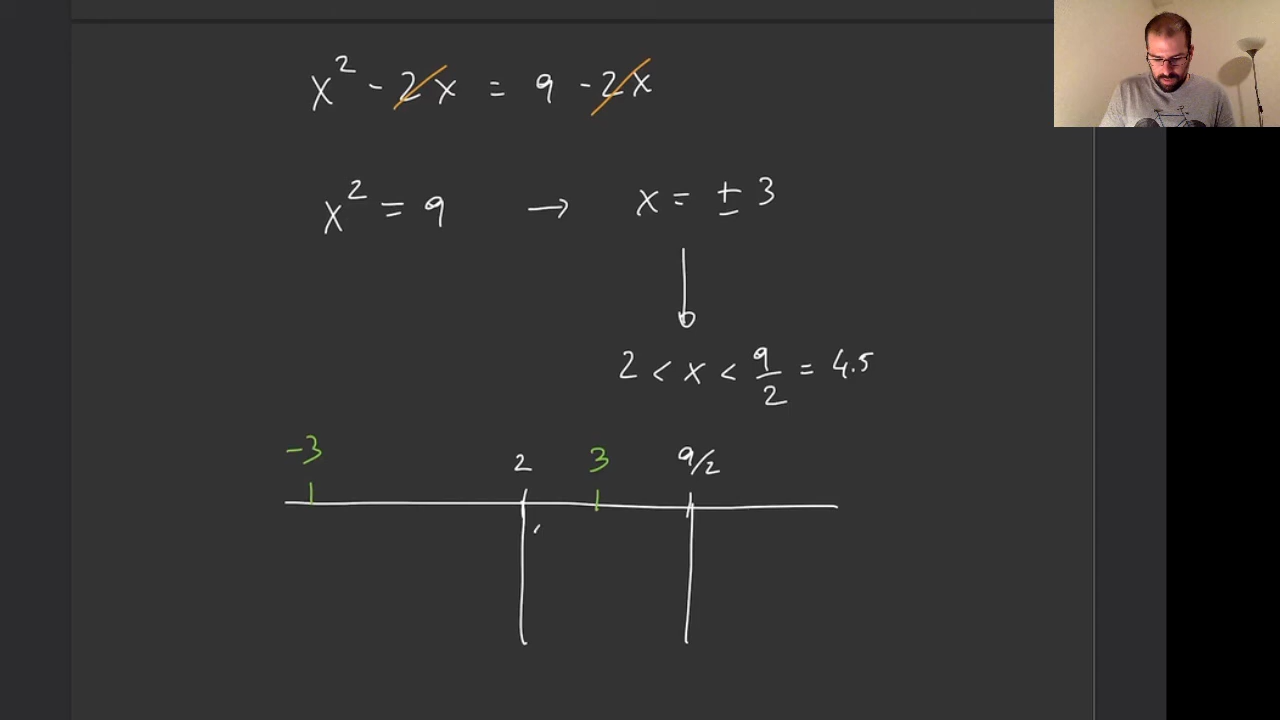 x² - 2x = 9 - 2x
x² = 9 → x = ± 3
2 < x < 9/2 = 4.5
-3 2 3 9/2